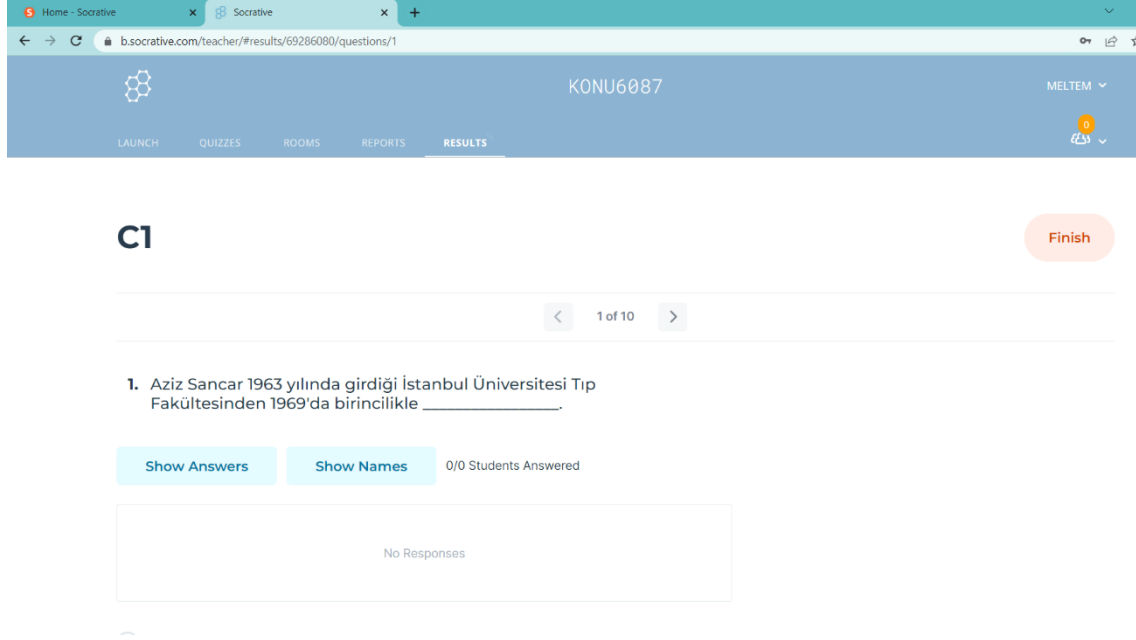 Home - Socrative
Socrative
b.socrative.com/teacher/#results/69286080/questions/1
KONU6087
MELTEM
0
LAUNCH QUIZZES ROOMS REPORTS RESULTS
C1
Finish
1 of 10
1. Aziz Sancar 1963 yılında girdiği İstanbul Üniversitesi Tıp
Fakültesinden 1969'da birincilikle _________________.
Show Answers Show Names 0/0 Students Answered
No Responses